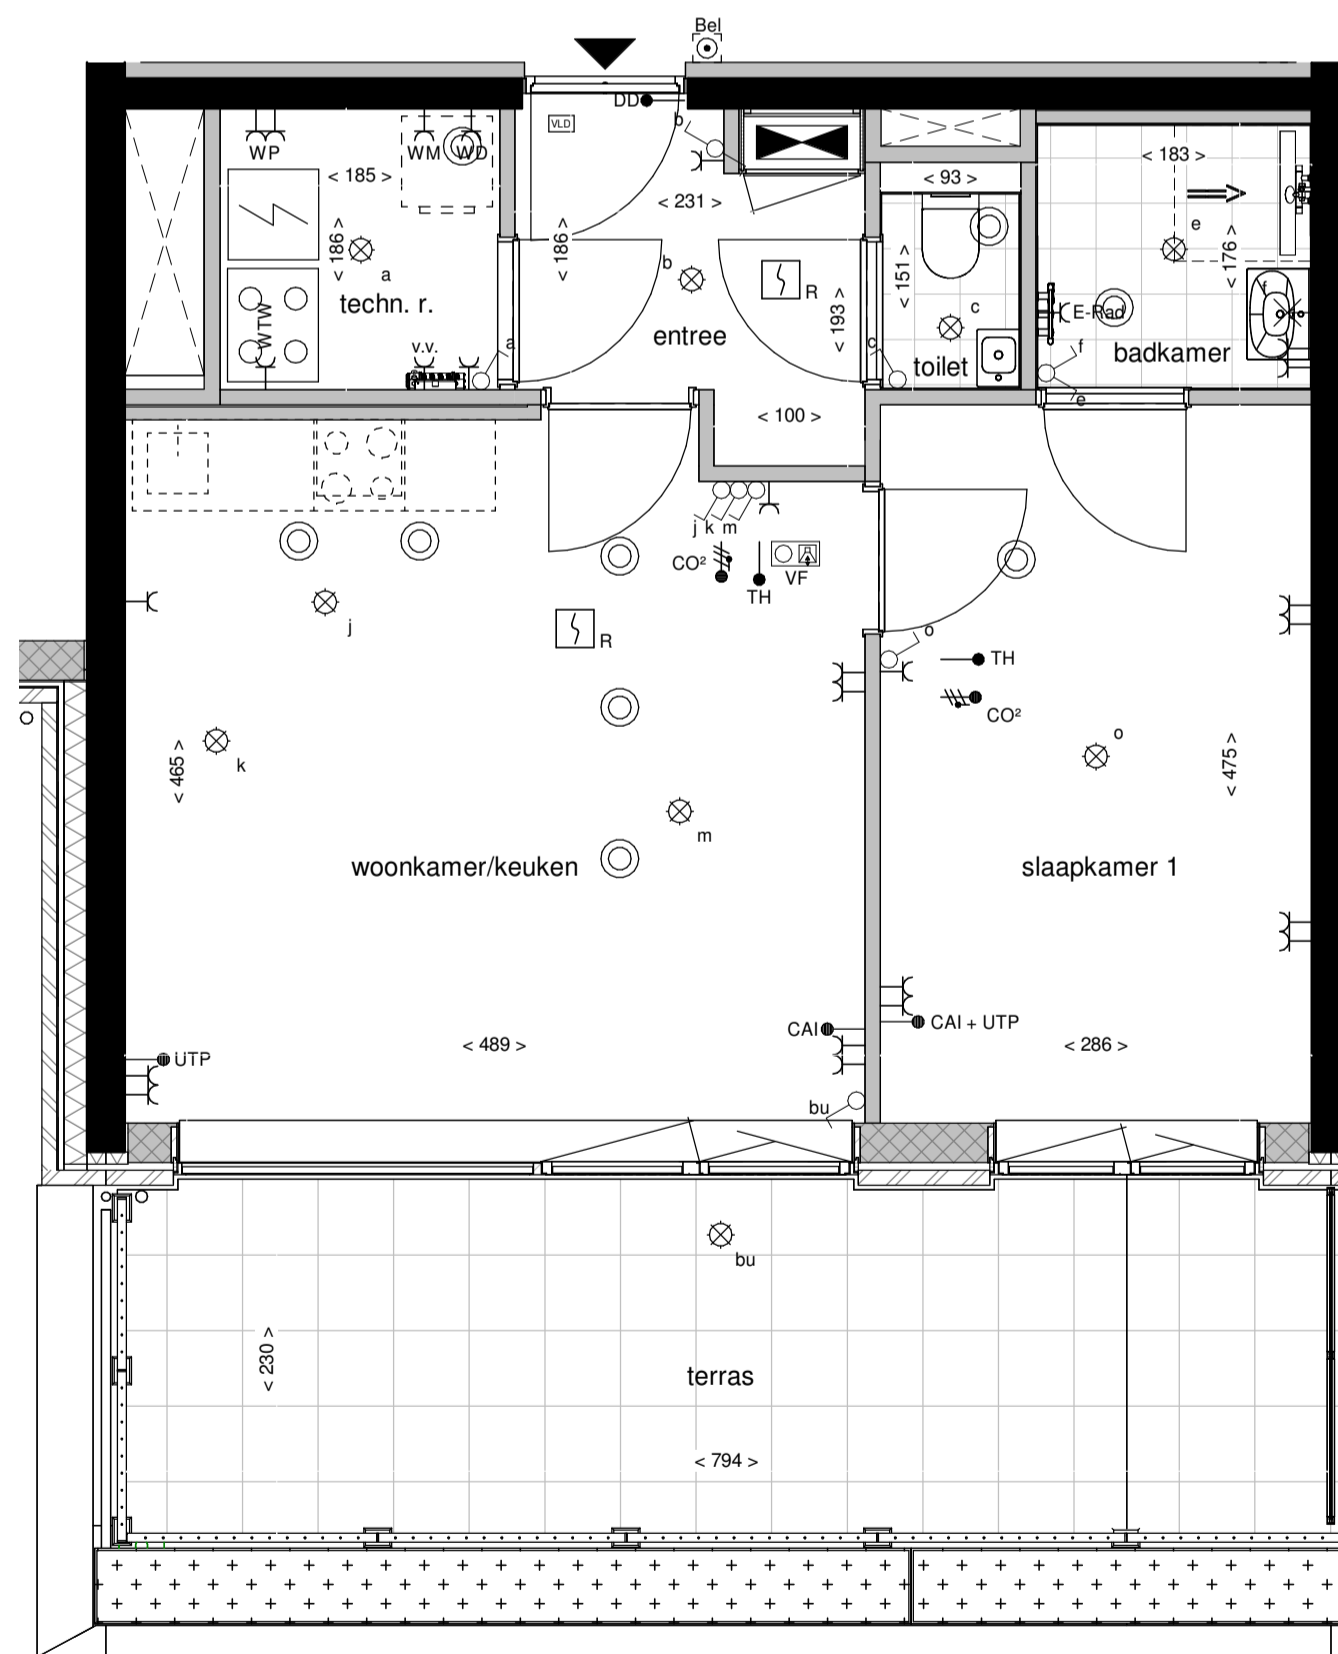 Bel
DD
VLD
b
WP
WM
WD
< 185 >
< 186 >
a
techn. r.
WTW
v.v.
a
< 231 >
< 186 >
b
R
entree
< 193 >
< 100 >
< 93 >
< 151 >
c
c
toilet
< 183 >
e
< 176 >
f
E-Rad
f
badkamer
e
j k m
CO²
TH
VF
j
R
k
< 465 >
m
woonkamer/keuken
o
TH
CO²
o
< 475 >
slaapkamer 1
CAI
CAI + UTP
< 489 >
< 286 >
UTP
bu
bu
< 230 >
terras
< 794 >